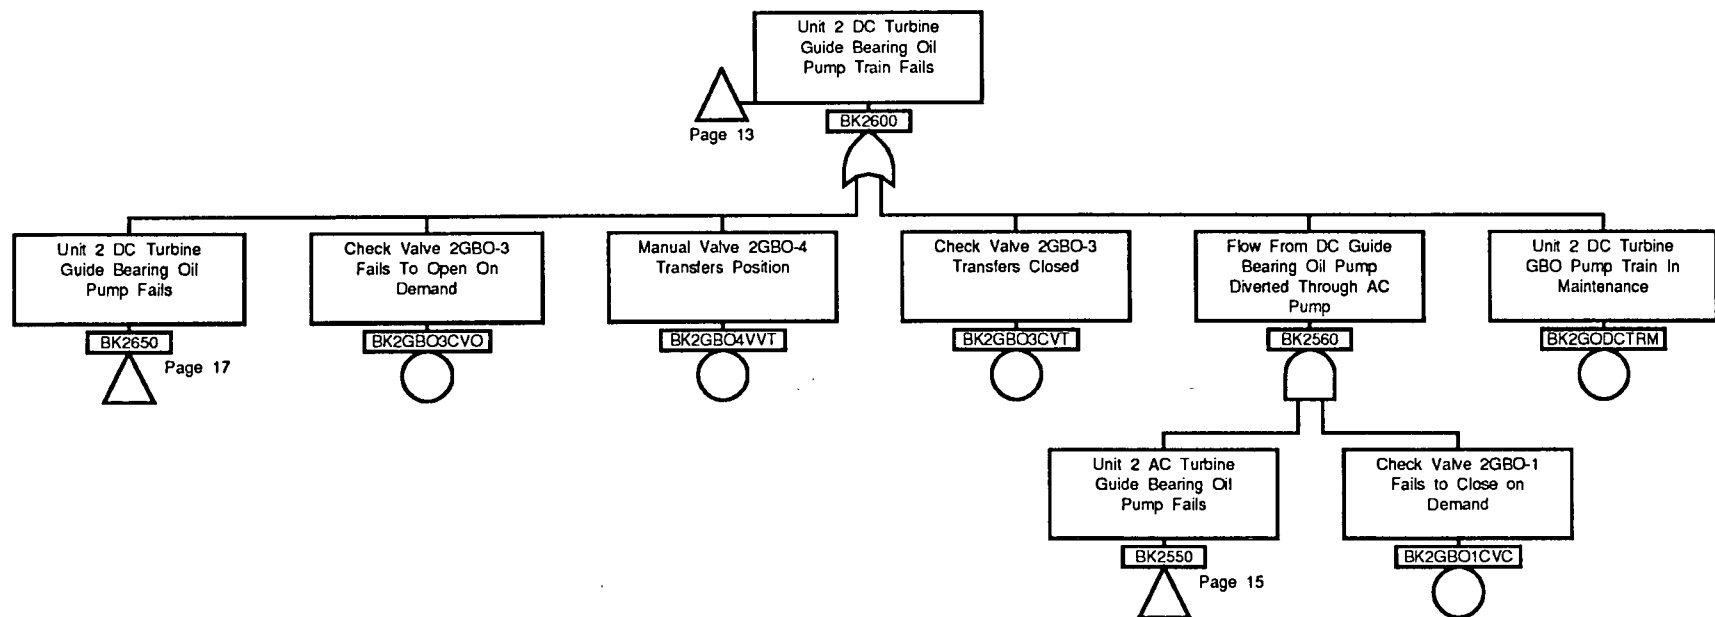 Unit 2 DC Turbine
Guide Bearing Oil
Pump Train Fails
Page 13
BK2600
Unit 2 DC Turbine
Guide Bearing Oil
Pump Fails
BK2650
Page 17
Check Valve 2GBO-3
Fails To Open On
Demand
BK2GBO3CVO
Manual Valve 2GBO-4
Transfers Position
BK2GBO4VVT
Check Valve 2GBO-3
Transfers Closed
BK2GBO3CVT
Flow From DC Guide
Bearing Oil Pump
Diverted Through AC
Pump
BK2560
Unit 2 DC Turbine
GBO Pump Train In
Maintenance
BK2GODCTRM
Unit 2 AC Turbine
Guide Bearing Oil
Pump Fails
BK2550
Page 15
Check Valve 2GBO-1
Fails to Close on
Demand
BK2GBO1CVC